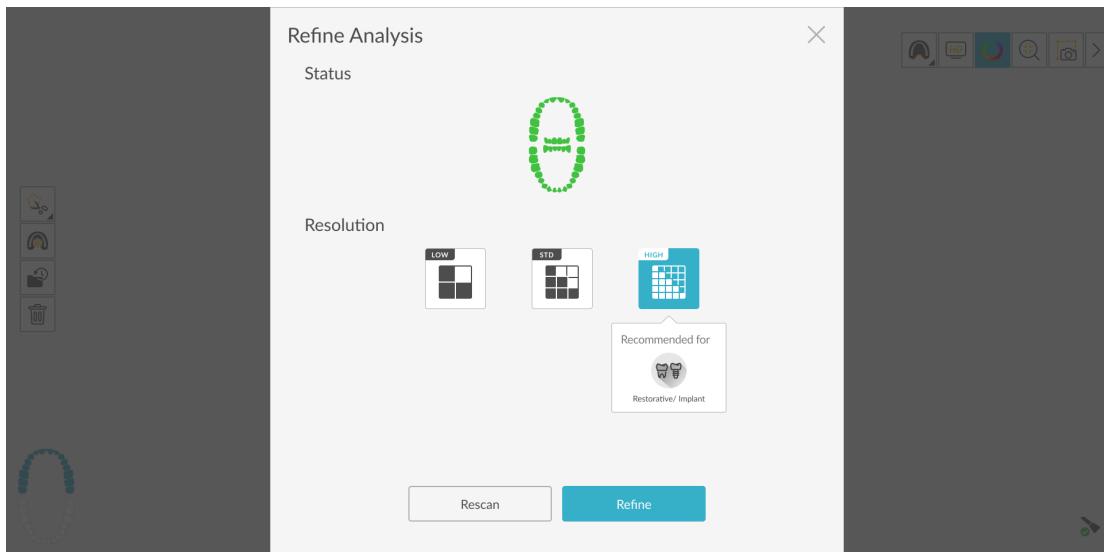 Refine Analysis
Status
Resolution
LOW
STD
HIGH
Recommended for
Restorative/ Implant
Rescan
Refine